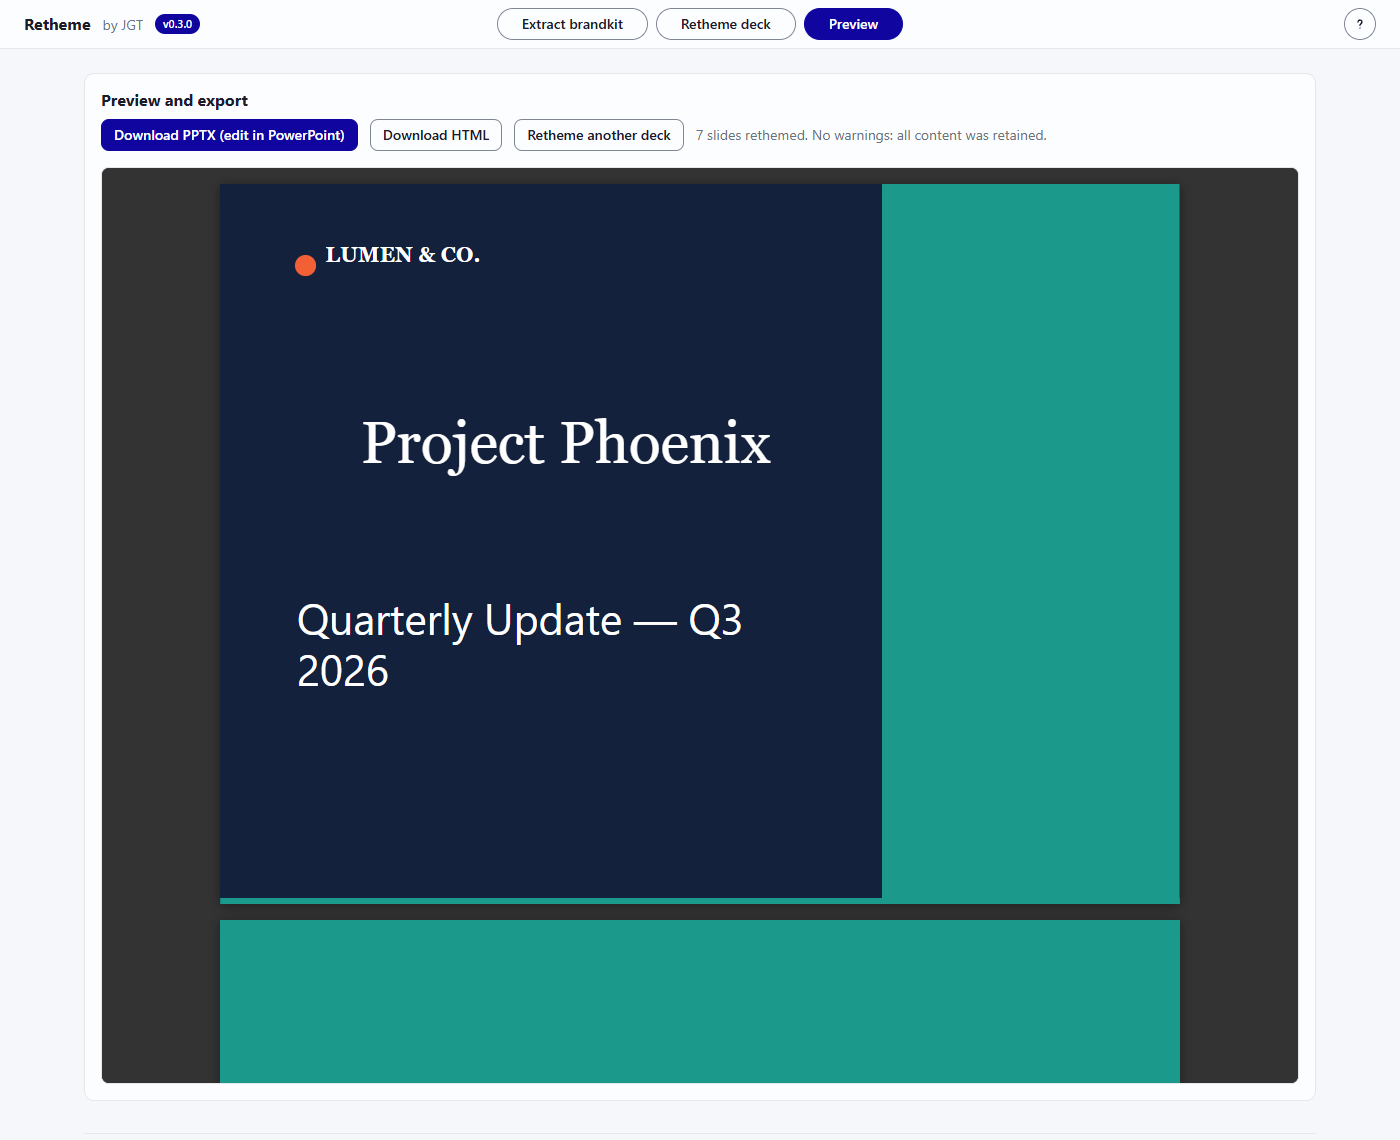 Retheme by JGT v0.3.0 Extract brandkit Retheme deck Preview ?
Preview and export
Download PPTX (edit in PowerPoint) Download HTML Retheme another deck 7 slides rethemed. No warnings: all content was retained.
LUMEN & CO.
Project Phoenix
Quarterly Update — Q3
2026